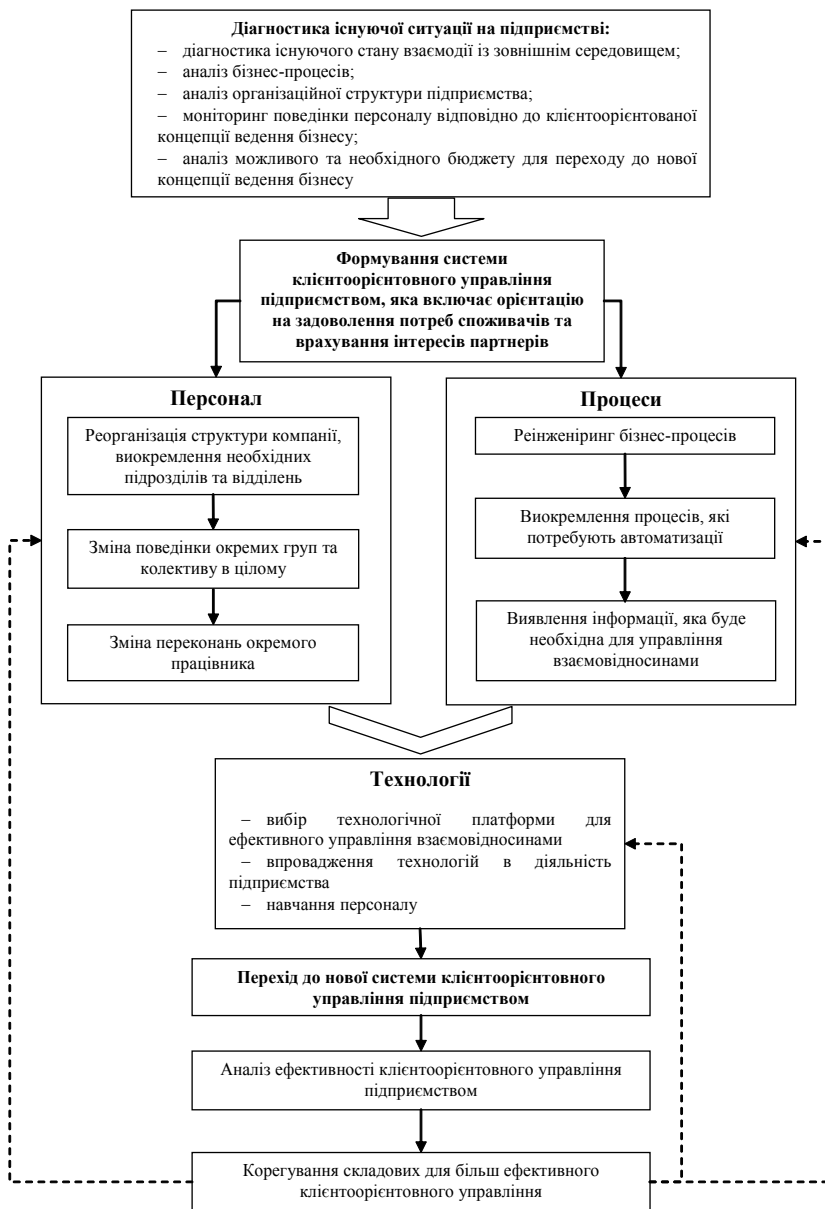 Діагностика існуючої ситуації на підприємстві:
– діагностика існуючого стану взаємодії із зовнішнім середовищем;
– аналіз бізнес-процесів;
– аналіз організаційної структури підприємства;
– моніторинг поведінки персоналу відповідно до клієнтоорієнтованої
концепції ведення бізнесу;
– аналіз можливого та необхідного бюджету для переходу до нової
концепції ведення бізнесу
Формування системи
клієнтоорієнтовного управління
підприємством, яка включає орієнтацію
на задоволення потреб споживачів та
врахування інтересів партнерів
Персонал
Реорганізація структури компанії,
виокремлення необхідних
підрозділів та відділень
Зміна поведінки окремих груп та
колективу в цілому
Зміна переконань окремого
працівника
Процеси
Реінженіринг бізнес-процесів
Виокремлення процесів, які
потребують автоматизації
Виявлення інформації, яка буде
необхідна для управління
взаємовідносинами
Технології
– вибір технологічної платформи для
ефективного управління взаємовідносинами
– впровадження технологій в діяльність
підприємства
– навчання персоналу
Перехід до нової системи клієнтоорієнтовного
управління підприємством
Аналіз ефективності клієнтоорієнтовного управління
підприємством
Корегування складових для більш ефективного
клієнтоорієнтовного управління